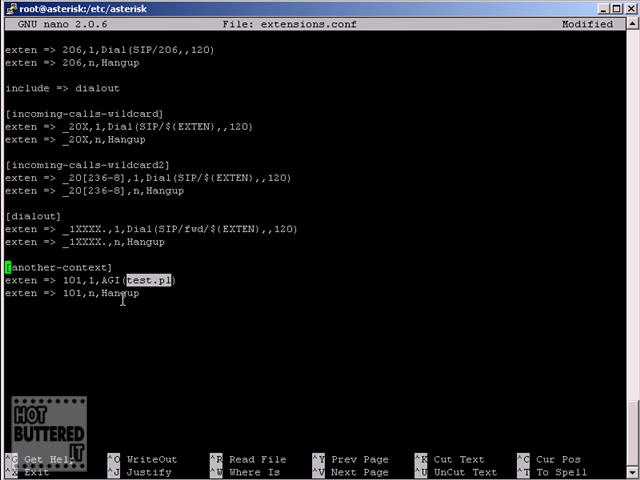 root@asterisk:/etc/asterisk
GNU nano 2.0.6 File: extensions.conf Modified
exten => 206,1,Dial(SIP/206,,120)
exten => 206,n,Hangup
include => dialout
[incoming-calls-wildcard]
exten => _20X,1,Dial(SIP/$(EXTEN),,120)
exten => _20X,n,Hangup
[incoming-calls-wildcard2]
exten => _20[236-8],1,Dial(SIP/$(EXTEN),,120)
exten => _20[236-8],n,Hangup
[dialout]
exten => _1XXXX.,1,Dial(SIP/fwd/$(EXTEN),,120)
exten => _1XXXX.,n,Hangup
[another-context]
exten => 101,1,AGI(test.pl)
exten => 101,n,Hangup
HOT
BUTTERED
IT
^G Get Help ^O WriteOut ^R Read File ^Y Prev Page ^K Cut Text ^C Cur Pos
^X Exit ^J Justify ^W Where Is ^V Next Page ^U UnCut Text ^T To Spell